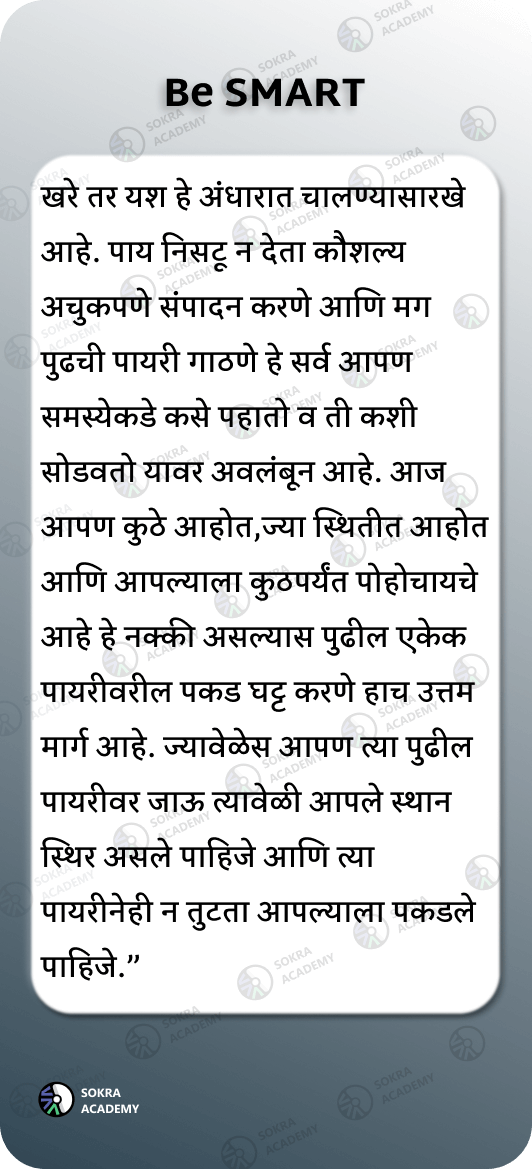 Be SMART
खरे तर यश हे अंधारात चालण्यासारखे
आहे. पाय निसटू न देता कौशल्य
अचुकपणे संपादन करणे आणि मग
पुढची पायरी गाठणे हे सर्व आपण
समस्येकडे कसे पहातो व ती कशी
सोडवतो यावर अवलंबून आहे. आज
आपण कुठे आहोत,ज्या स्थितीत आहोत
आणि आपल्याला कुठपर्यंत पोहोचायचे
आहे हे नक्की असल्यास पुढील एकेक
पायरीवरील पकड घट्ट करणे हाच उत्तम
मार्ग आहे. ज्यावेळेस आपण त्या पुढील
पायरीवर जाऊ त्यावेळी आपले स्थान
स्थिर असले पाहिजे आणि त्या
पायरीनेही न तुटता आपल्याला पकडले
पाहिजे.”
SOKRA
ACADEMY